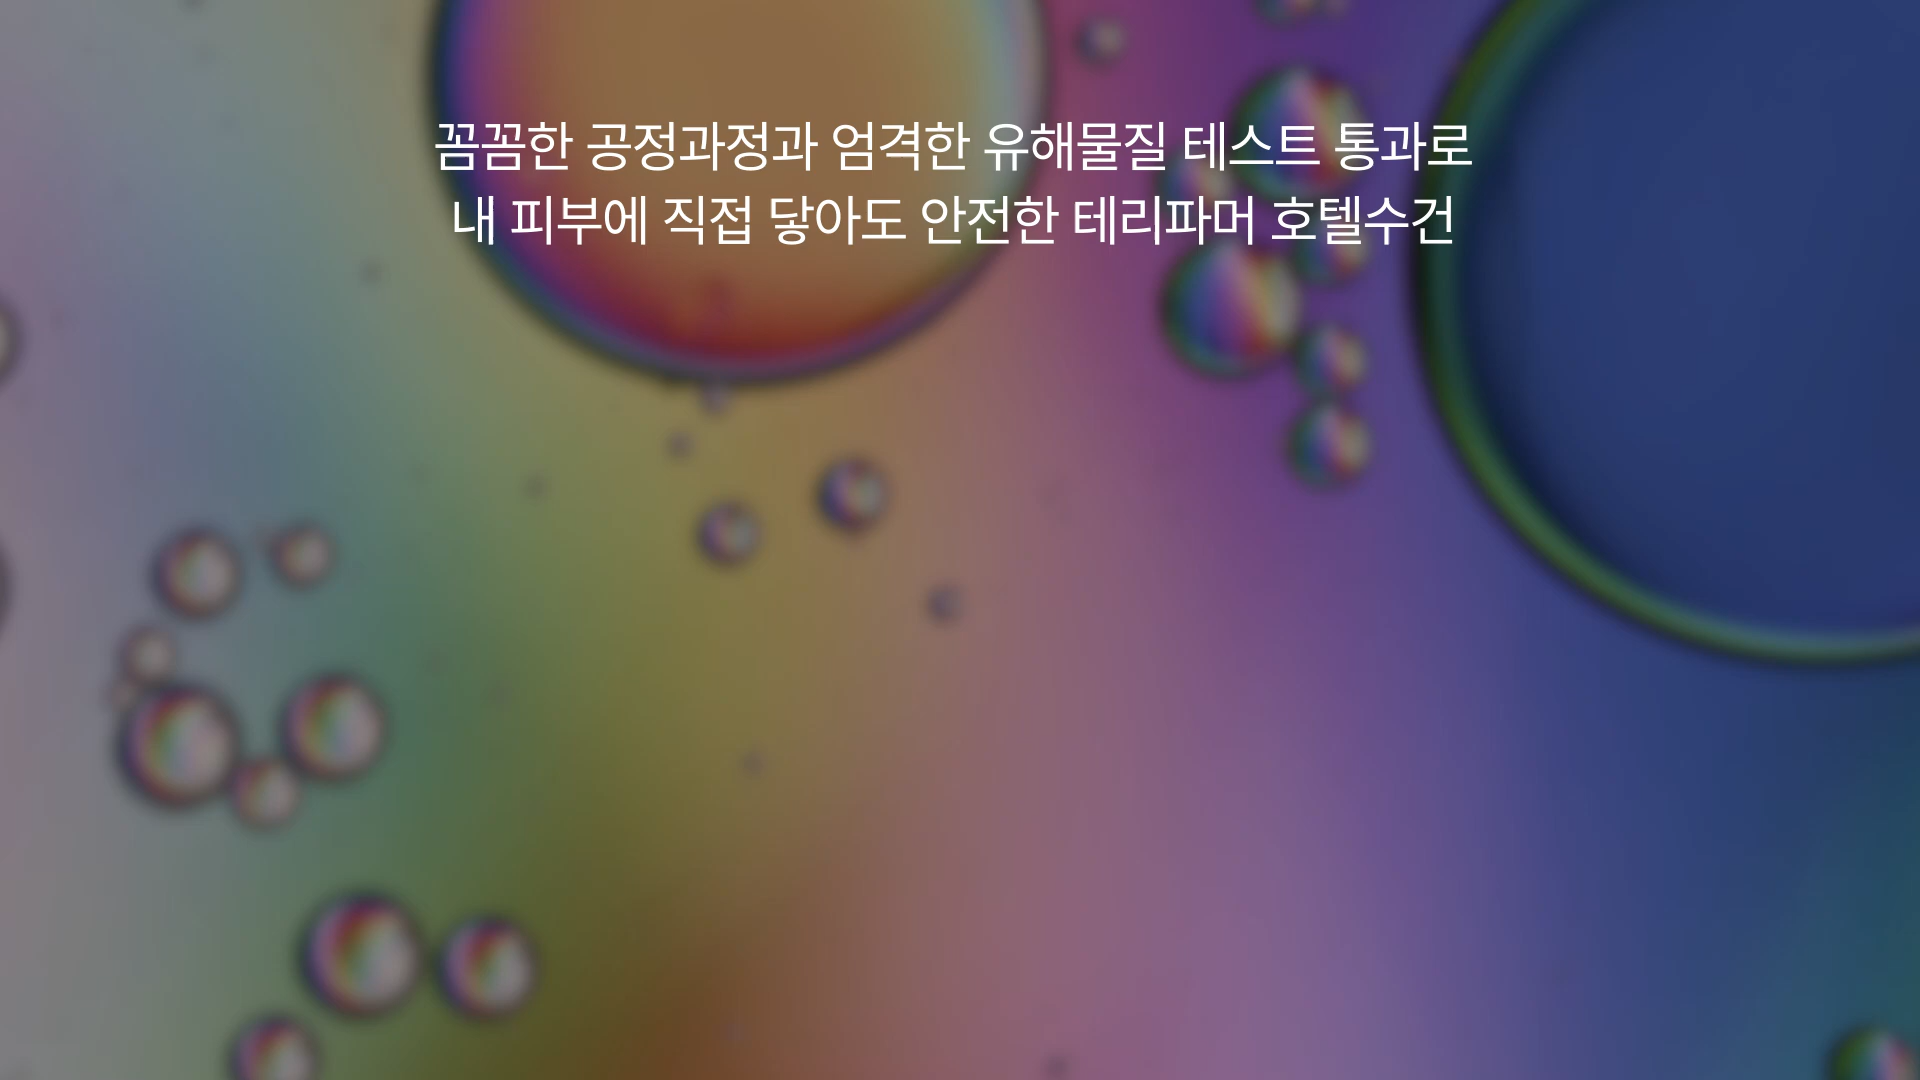 꼼꼼한 공정과정과 엄격한 유해물질 테스트 통과로
내 피부에 직접 닿아도 안전한 테리파머 호텔수건